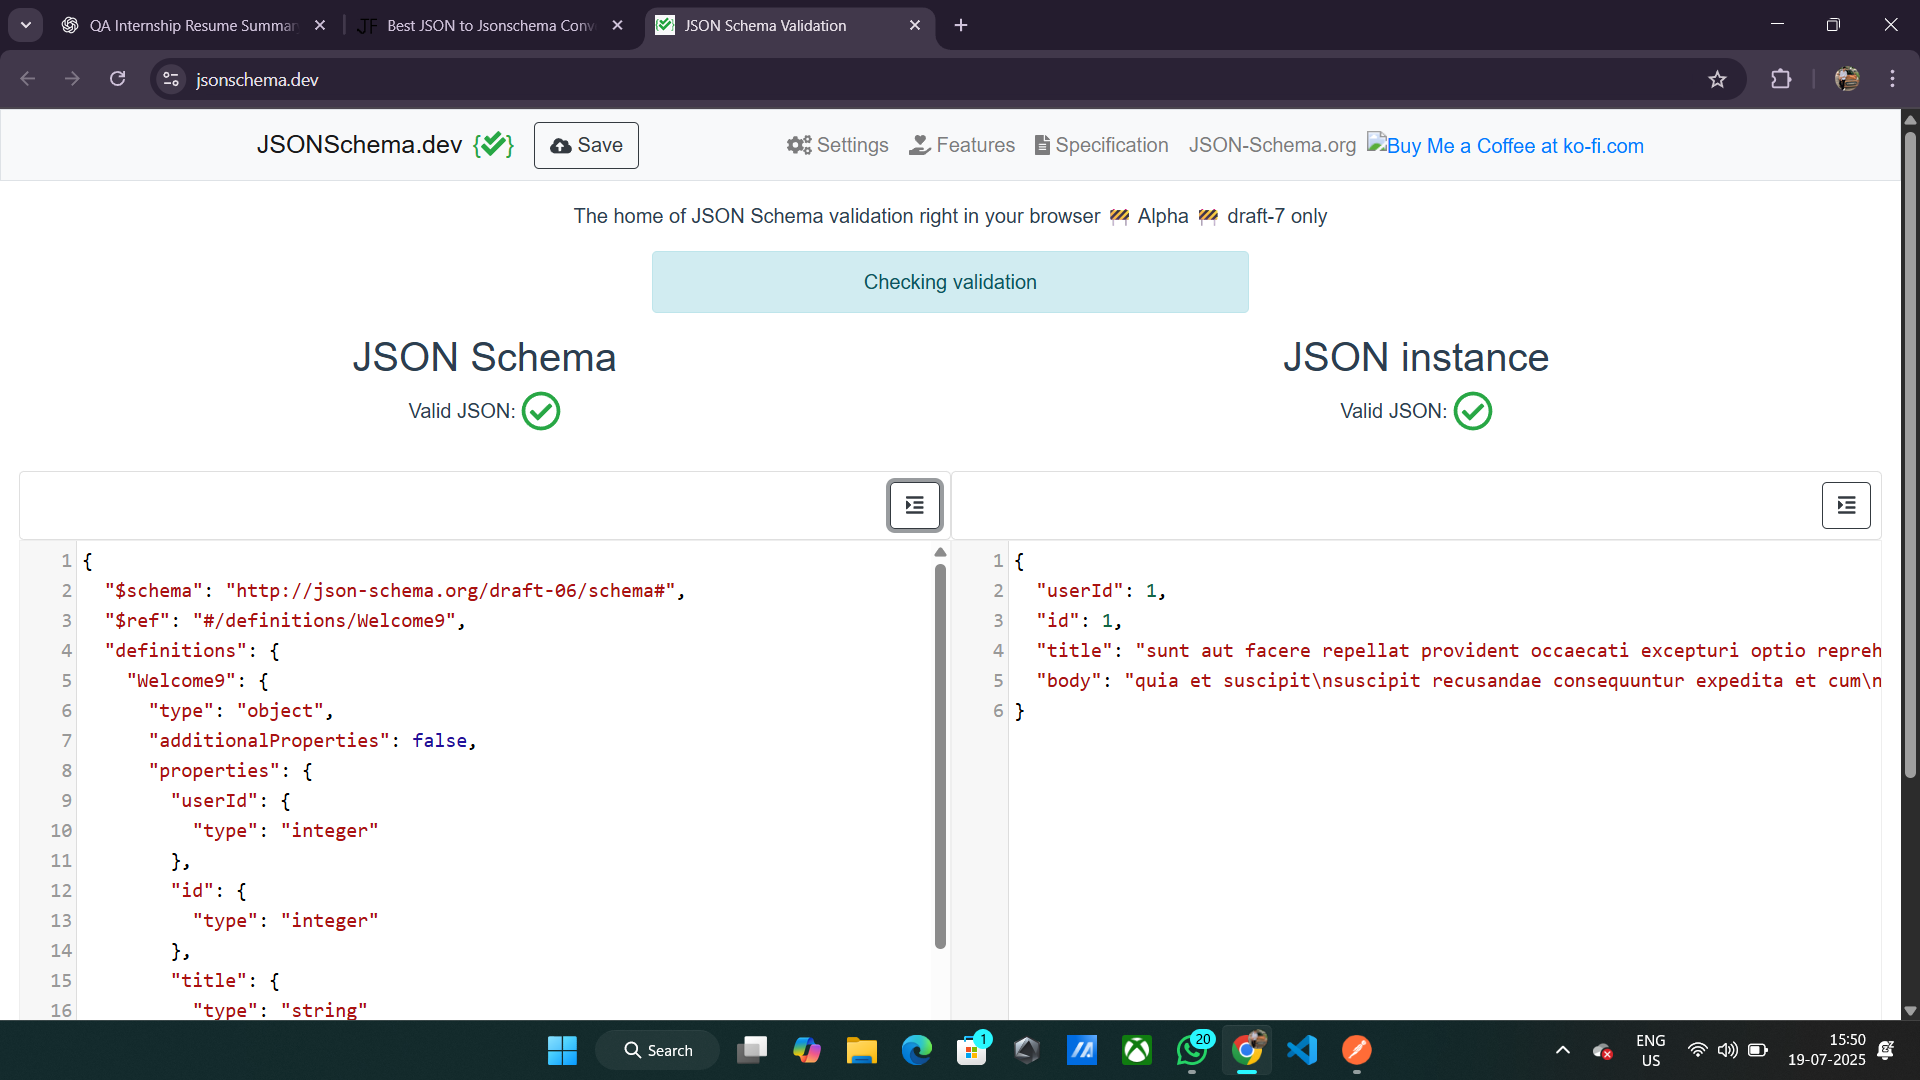 QA Internship Resume Summar
JF Best JSON to Jsonschema Conv
JSON Schema Validation
jsonschema.dev
JSONSchema.dev
Save
Settings
Features
Specification
JSON-Schema.org
Buy Me a Coffee at ko-fi.com
The home of JSON Schema validation right in your browser 🚧 Alpha 🚧 draft-7 only
Checking validation
JSON Schema
Valid JSON:
1 {
2 "$schema": "http://json-schema.org/draft-06/schema#",
3 "$ref": "#/definitions/Welcome9",
4 "definitions": {
5 "Welcome9": {
6 "type": "object",
7 "additionalProperties": false,
8 "properties": {
9 "userId": {
10 "type": "integer"
11 },
12 "id": {
13 "type": "integer"
14 },
15 "title": {
16 "type": "string"
JSON instance
Valid JSON:
1 {
2 "userId": 1,
3 "id": 1,
4 "title": "sunt aut facere repellat provident occaecati excepturi optio repreh
5 "body": "quia et suscipit\nsuscipit recusandae consequuntur expedita et cum\n
6 }
Search
1
20
ENG
US
15:50
19-07-2025